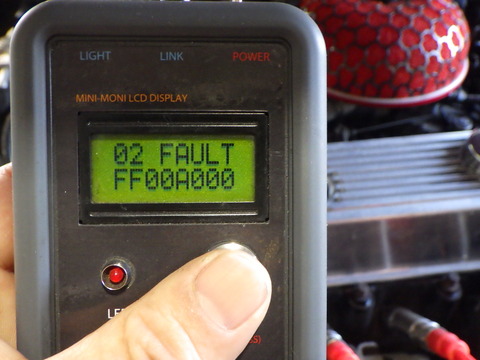 LIGHT LINK POWER
MINI-MONI LCD DISPLAY
02 FAULT
FF00A000